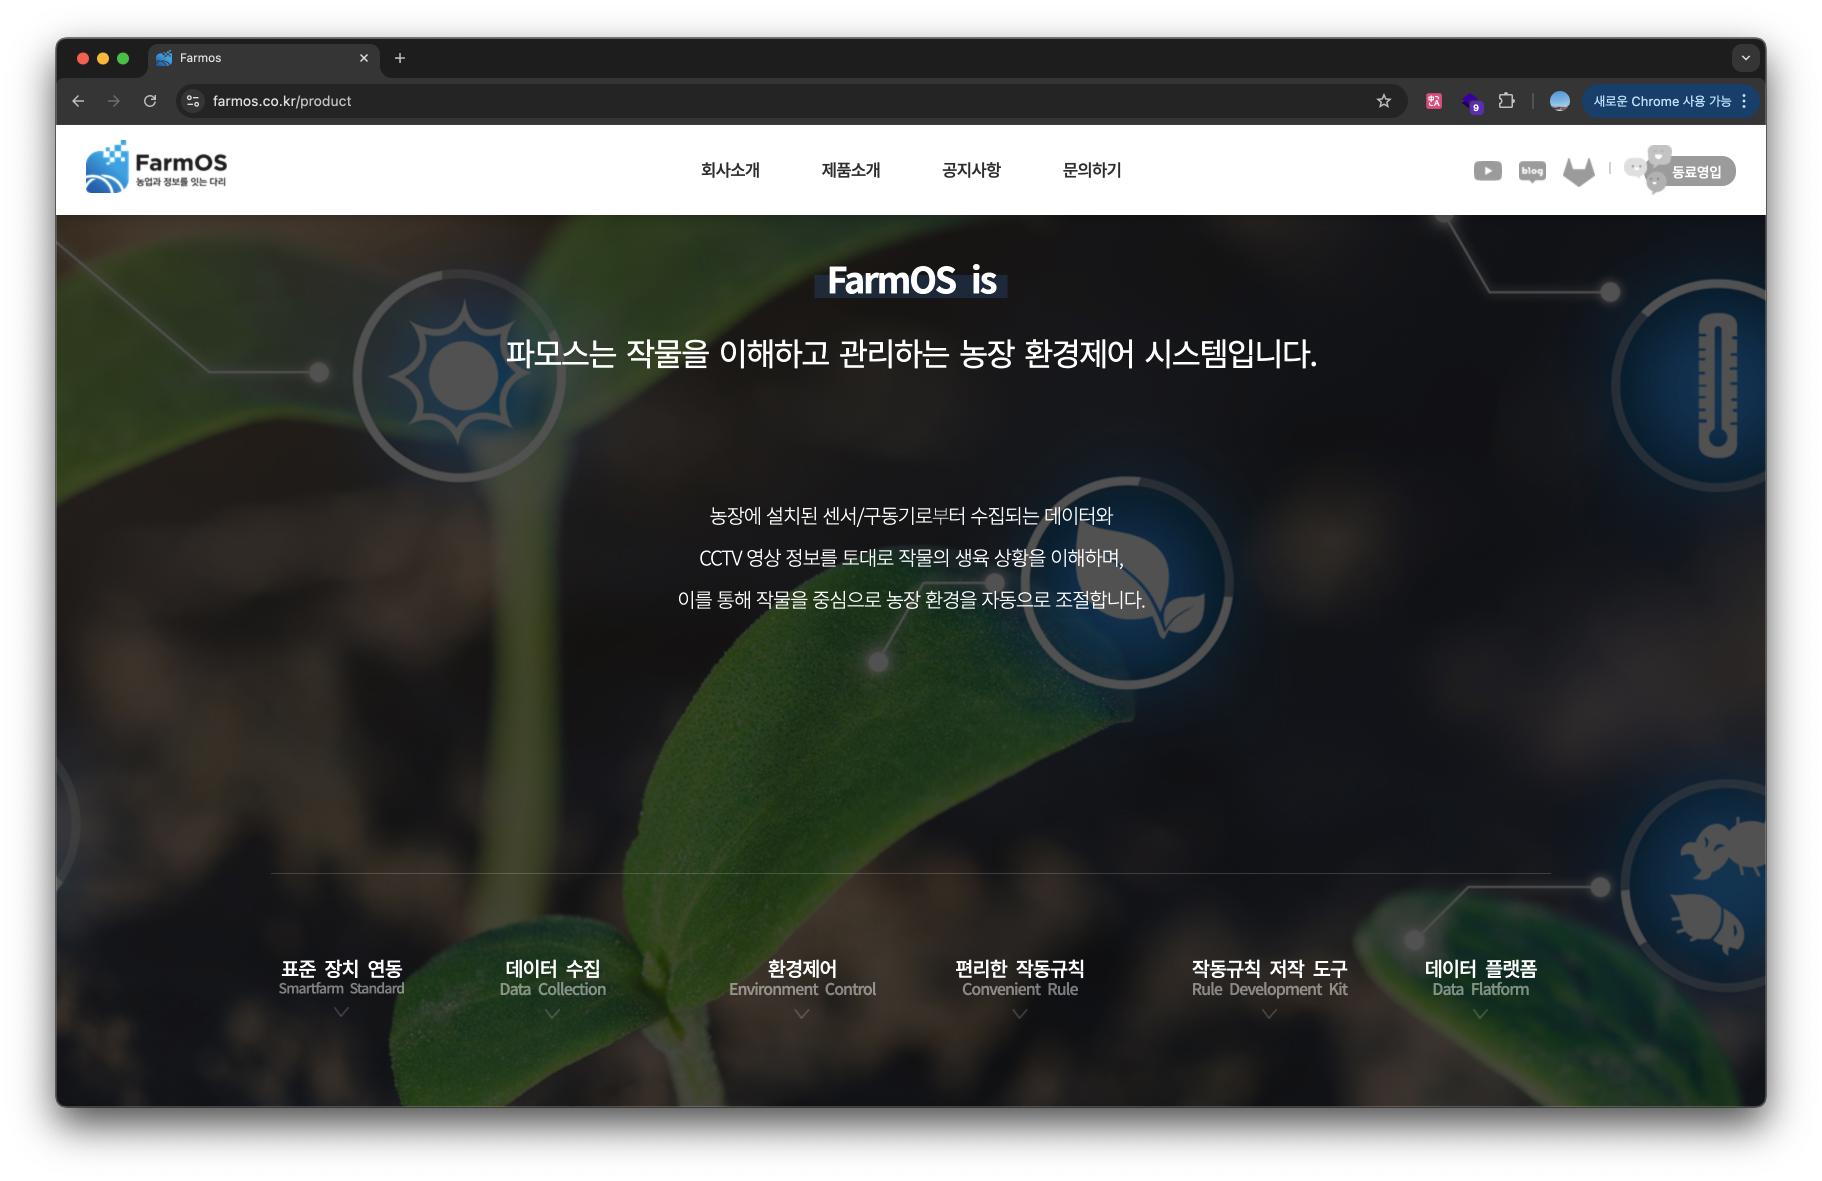 Farmos
farmos.co.kr/product
9
새로운 Chrome 사용 가능
FarmOS
농업과 정보를 잇는 다리
회사소개
제품소개
공지사항
문의하기
blog
동료영입
FarmOS is
파모스는 작물을 이해하고 관리하는 농장 환경제어 시스템입니다.
농장에 설치된 센서/구동기로부터 수집되는 데이터와
CCTV 영상 정보를 토대로 작물의 생육 상황을 이해하며,
이를 통해 작물을 중심으로 농장 환경을 자동으로 조절합니다.
표준 장치 연동
Smartfarm Standard
데이터 수집
Data Collection
환경제어
Environment Control
편리한 작동규칙
Convenient Rule
작동규칙 저작 도구
Rule Development Kit
데이터 플랫폼
Data Flatform